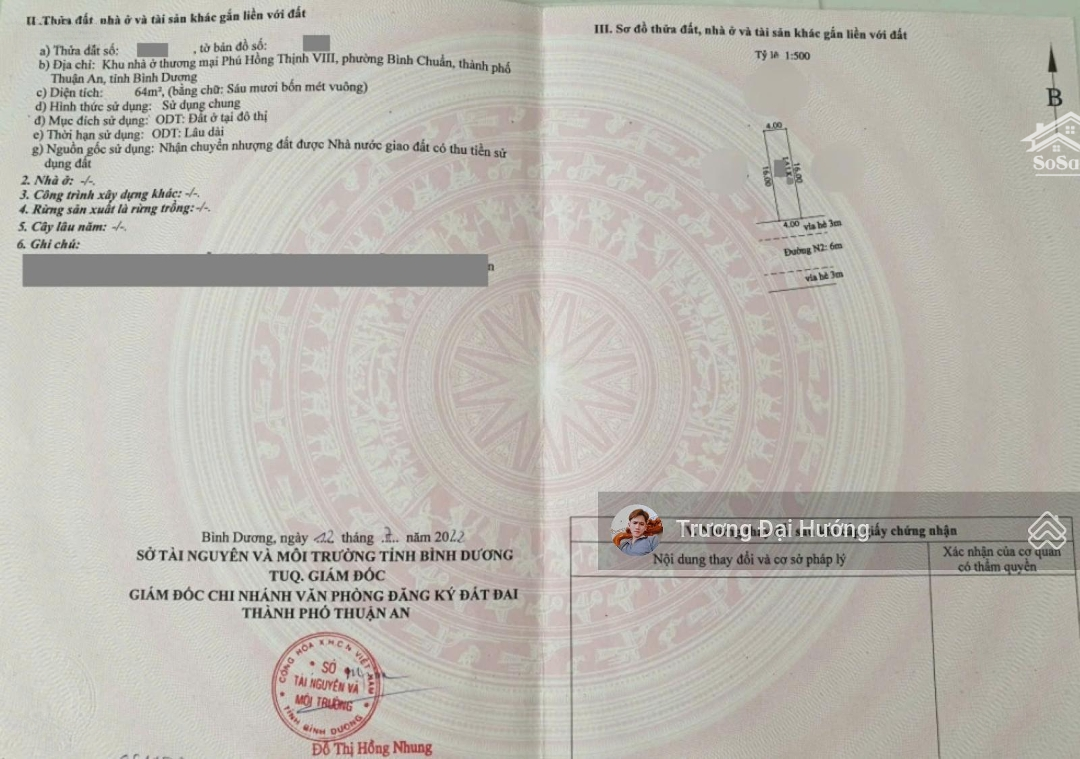 II. Thửa đất, nhà ở và tài sản khác gắn liền với đất
a) Thửa đất số: , tờ bản đồ số:
b) Địa chỉ: Khu nhà ở thương mại Phú Hồng Thịnh VIII, phường Bình Chuẩn, thành phố
Thuận An, tỉnh Bình Dương
c) Diện tích: 64m², (bằng chữ: Sáu mươi bốn mét vuông)
d) Hình thức sử dụng: Sử dụng chung
đ) Mục đích sử dụng: ODT: Đất ở tại đô thị
e) Thời hạn sử dụng: ODT: Lâu dài
g) Nguồn gốc sử dụng: Nhận chuyển nhượng đất được Nhà nước giao đất có thu tiền sử
dụng đất
2. Nhà ở: -/-.
3. Công trình xây dựng khác: -/-.
4. Rừng sản xuất là rừng trồng: -/-.
5. Cây lâu năm: -/-.
6. Ghi chú:
n
Bình Dương, ngày 22 tháng năm 2022
SỞ TÀI NGUYÊN VÀ MÔI TRƯỜNG TỈNH BÌNH DƯƠNG
TUQ. GIÁM ĐỐC
GIÁM ĐỐC CHI NHÁNH VĂN PHÒNG ĐĂNG KÝ ĐẤT ĐAI
THÀNH PHỐ THUẬN AN
CỘNG HÒA X.H.C.N VIỆT NAM
SỞ
TÀI NGUYÊN VÀ
MÔI TRƯỜNG
TỈNH BÌNH DƯƠNG
Đỗ Thị Hồng Nhung
III. Sơ đồ thửa đất, nhà ở và tài sản khác gắn liền với đất
Tỷ lệ 1:500
B
SoSa
4.00
16.00
16.00
4.00
vỉa hè 3m
Đường N2: 6m
vỉa hè 3m
Trương Đại Hướng
giấy chứng nhận
Nội dung thay đổi và cơ sở pháp lý
Xác nhận của cơ quan
có thẩm quyền